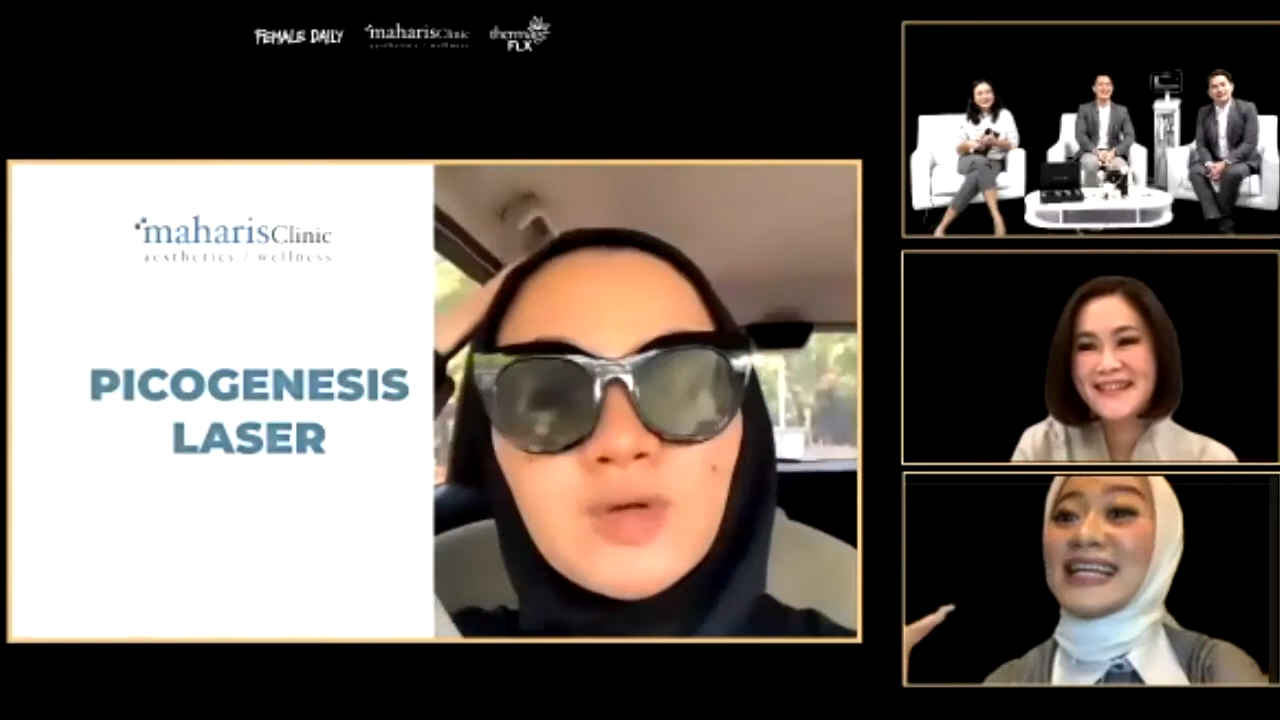 FEMALE DAILY
maharisClinic
aesthetics / wellness
thermage
FLX
maharisClinic
aesthetics / wellness
PICOGENESIS
LASER